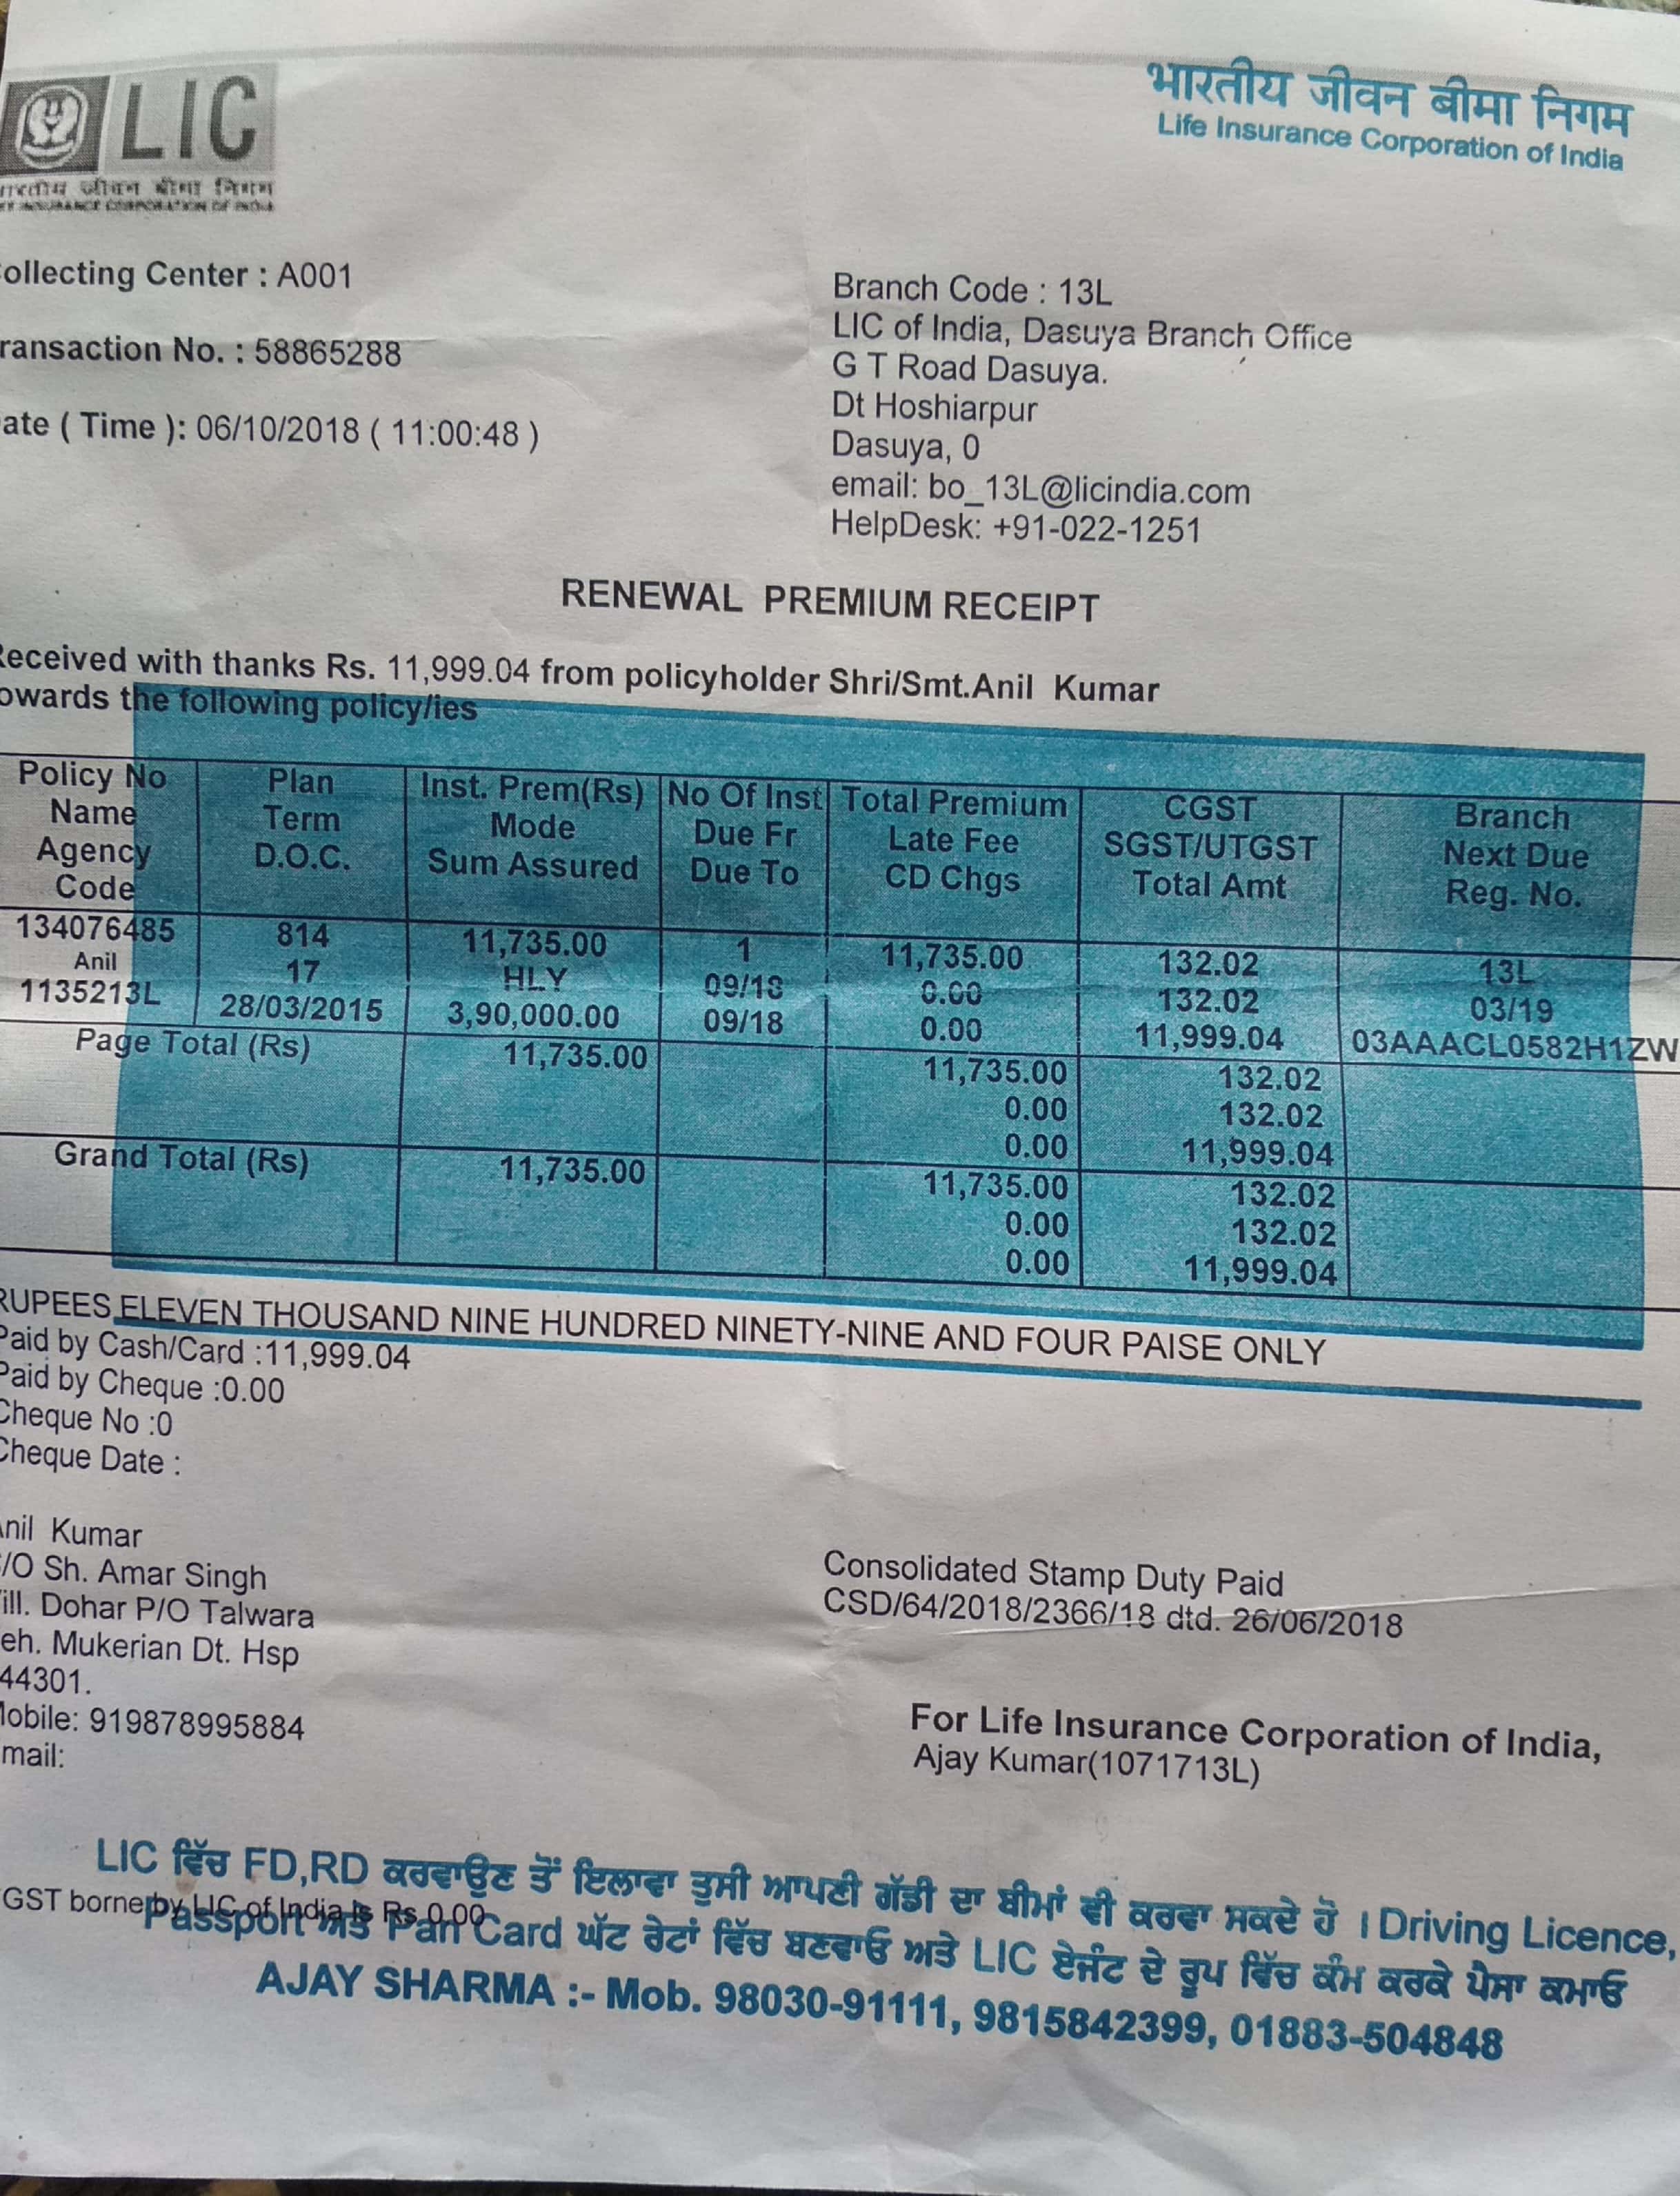 LIC
भारतीय जीवन बीमा निगम
LIFE INSURANCE CORPORATION OF INDIA
भारतीय जीवन बीमा निगम
Life Insurance Corporation of India
ollecting Center : A001
ransaction No. : 58865288
ate ( Time ): 06/10/2018 ( 11:00:48 )
Branch Code : 13L
LIC of India, Dasuya Branch Office
G T Road Dasuya.
Dt Hoshiarpur
Dasuya, 0
email: bo_13L@licindia.com
HelpDesk: +91-022-1251
RENEWAL PREMIUM RECEIPT
Received with thanks Rs. 11,999.04 from policyholder Shri/Smt.Anil Kumar
owards the following policy/ies
Policy No Plan Inst. Prem(Rs) No Of Inst Total Premium CGST Branch
Name Term Mode Due Fr Late Fee SGST/UTGST Next Due
Agency D.O.C. Sum Assured Due To CD Chgs Total Amt Reg. No.
Code
134076485 814 11,735.00 1 11,735.00 132.02 13L
Anil 17 HLY 09/18 0.00 132.02 03/19
1135213L 28/03/2015 3,90,000.00 09/18 0.00 11,999.04 03AAACL0582H1ZW
Page Total (Rs) 11,735.00 11,735.00 132.02
0.00 132.02
0.00 11,999.04
Grand Total (Rs) 11,735.00 11,735.00 132.02
0.00 132.02
0.00 11,999.04
RUPEES ELEVEN THOUSAND NINE HUNDRED NINETY-NINE AND FOUR PAISE ONLY
Paid by Cash/Card :11,999.04
Paid by Cheque :0.00
Cheque No :0
Cheque Date :
Anil Kumar
/O Sh. Amar Singh
ill. Dohar P/O Talwara
eh. Mukerian Dt. Hsp
44301.
Mobile: 919878995884
mail:
Consolidated Stamp Duty Paid
CSD/64/2018/2366/18 dtd. 26/06/2018
For Life Insurance Corporation of India,
Ajay Kumar(1071713L)
LIC ਵਿੱਚ FD,RD ਕਰਵਾਉਣ ਤੋਂ ਇਲਾਵਾ ਤੁਸੀ ਆਪਣੀ ਗੱਡੀ ਦਾ ਬੀਮਾਂ ਵੀ ਕਰਵਾ ਸਕਦੇ ਹੋ । Driving Licence,
GST borne by LIC of India is Rs 0.00
Passport ਅਤੇ Pan Card ਘੱਟ ਰੇਟਾਂ ਵਿੱਚ ਬਣਵਾਓ ਅਤੇ LIC ਏਜੰਟ ਦੇ ਰੂਪ ਵਿੱਚ ਕੰਮ ਕਰਕੇ ਪੈਸਾ ਕਮਾਓ
AJAY SHARMA :- Mob. 98030-91111, 9815842399, 01883-504848